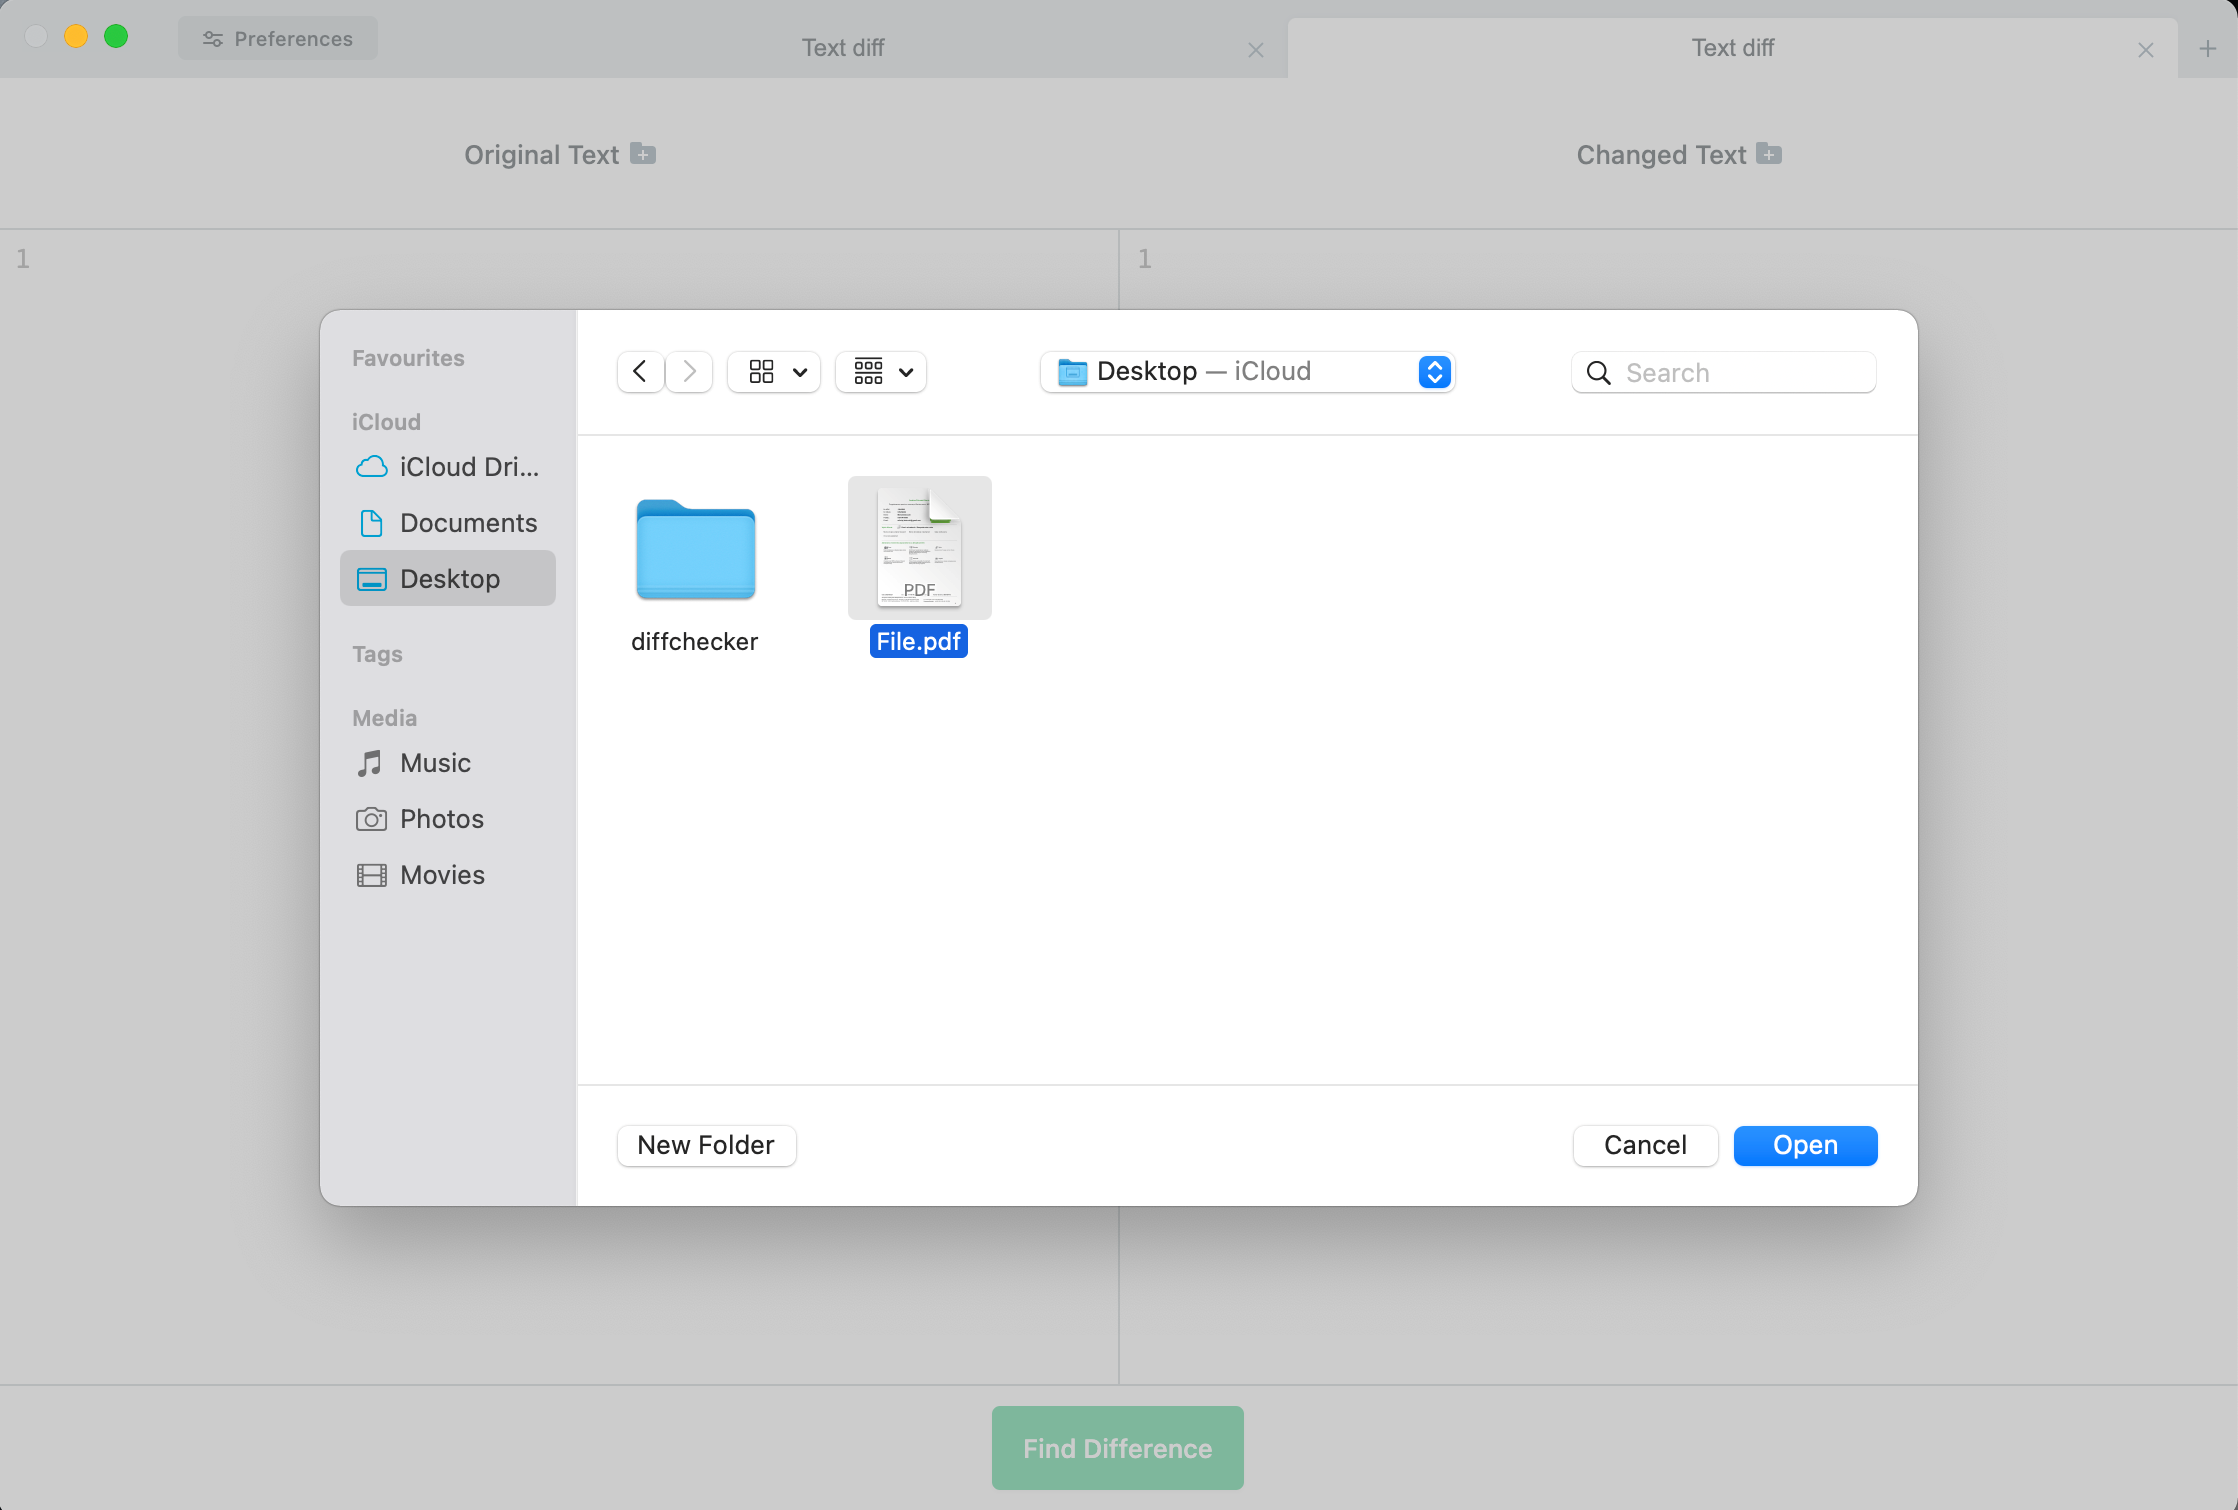 Preferences
Text diff
Text diff
Original Text
Changed Text
1
1
Favourites
iCloud
iCloud Dri...
Documents
Desktop
Tags
Media
Music
Photos
Movies
Desktop — iCloud
Search
diffchecker
PDF
File.pdf
New Folder
Cancel
Open
Find Difference